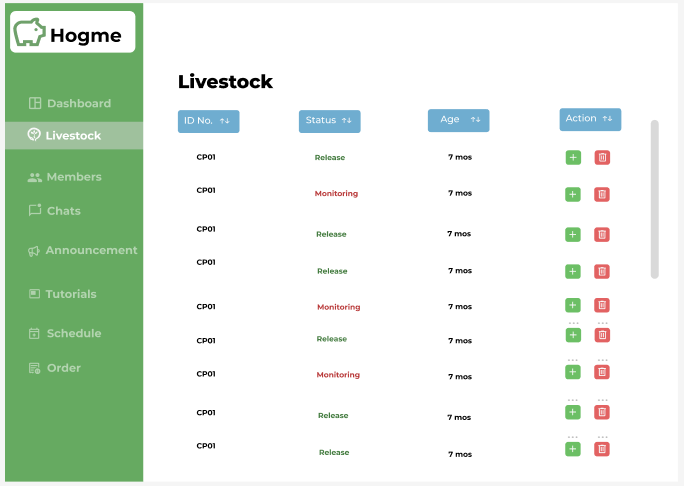 Hogme
Dashboard
Livestock
Members
Chats
Announcement
Tutorials
Schedule
Order
Livestock
ID No. ↑↓ Status ↑↓ Age ↑↓ Action ↑↓
CP01 Release 7 mos
CP01 Monitoring 7 mos
CP01 Release 7 mos
CP01 Release 7 mos
CP01 Monitoring 7 mos
CP01 Release 7 mos
CP01 Monitoring 7 mos
CP01 Release 7 mos
CP01 Release 7 mos